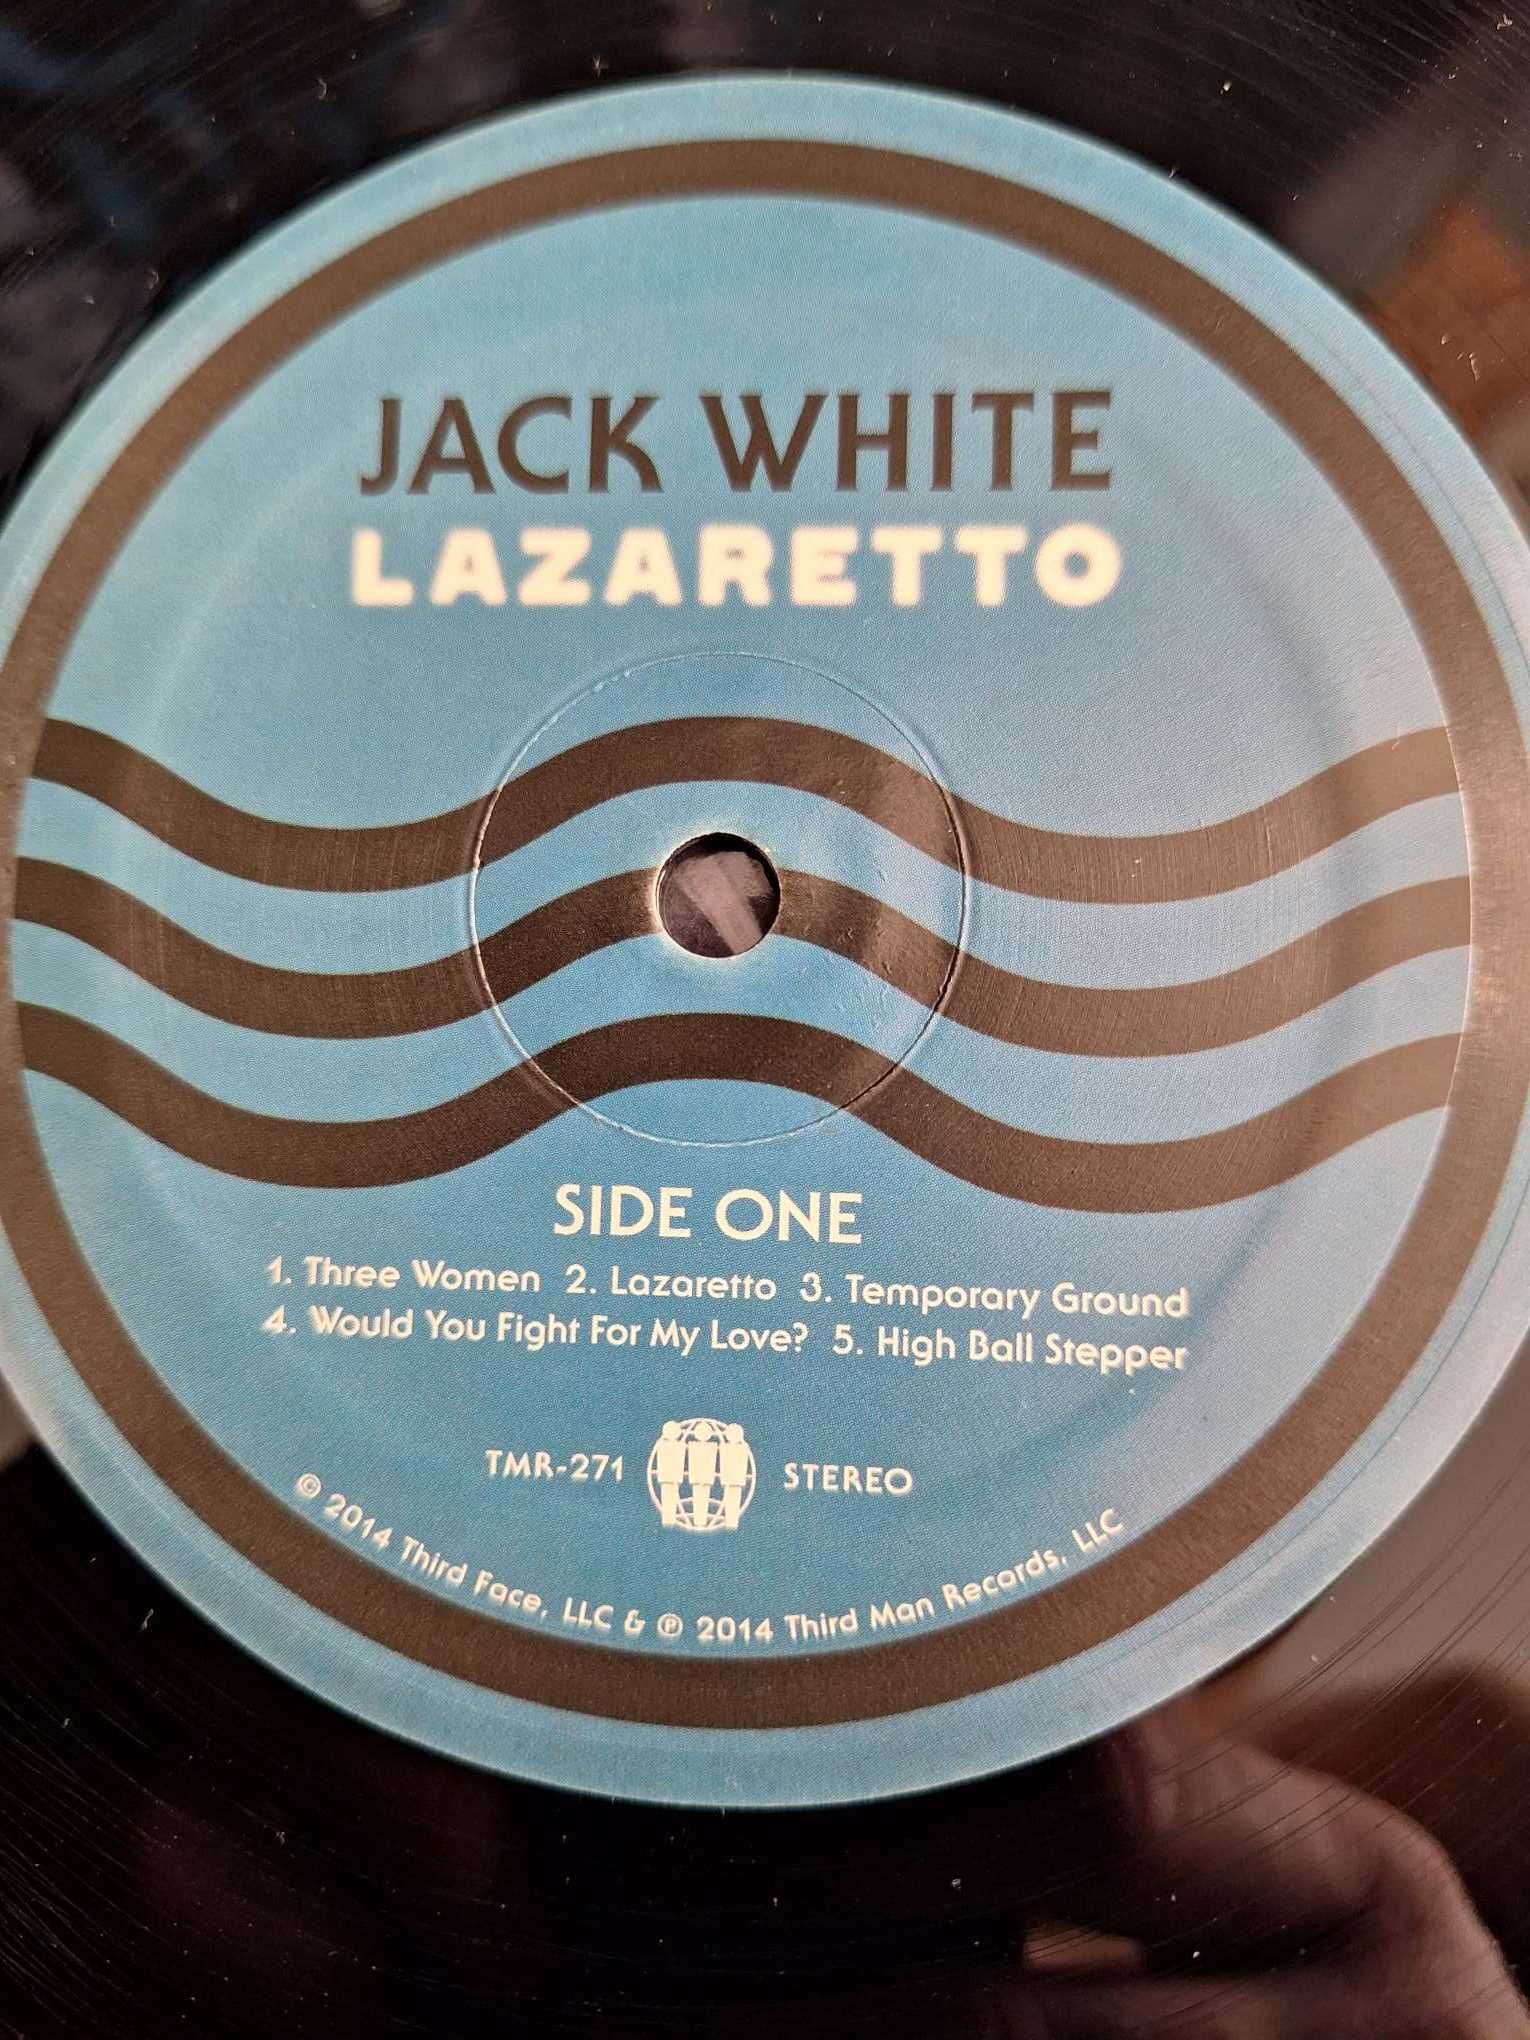 JACK WHITE
LAZARETTO
SIDE ONE
1. Three Women 2. Lazaretto 3. Temporary Ground
4. Would You Fight For My Love? 5. High Ball Stepper
TMR-271 STEREO
© 2014 Third Face, LLC & ℗ 2014 Third Man Records, LLC